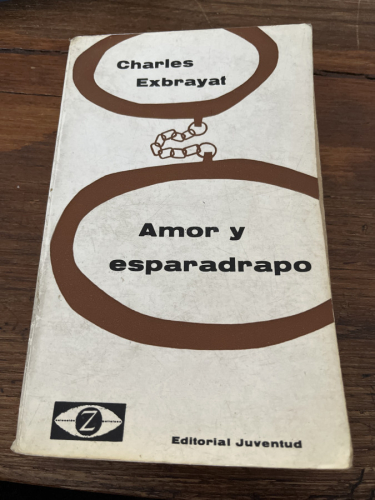 Charles
Exbrayat
Amor y
esparadrapo
Z
Editorial Juventud